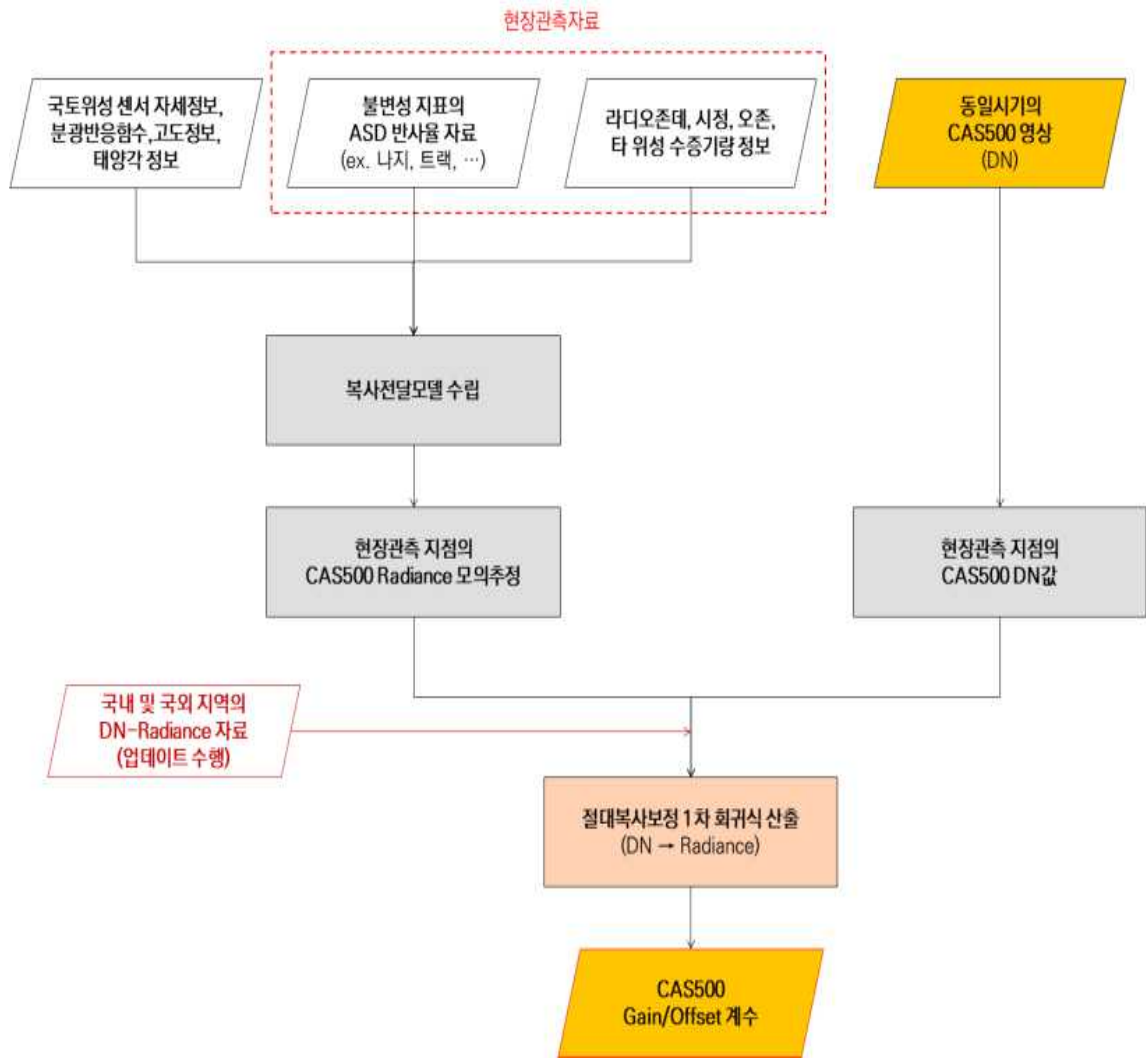 현장관측자료
국토위성 센서 자세정보,
분광반응함수,고도정보,
태양각 정보
불변성 지표의
ASD 반사율 자료
(ex. 나지, 트랙, …)
라디오존데, 시정, 오존,
타 위성 수증기량 정보
동일시기의
CAS500 영상
(DN)
복사전달모델 수립
현장관측 지점의
CAS500 Radiance 모의추정
현장관측 지점의
CAS500 DN값
국내 및 국외 지역의
DN-Radiance 자료
(업데이트 수행)
절대복사보정 1차 회귀식 산출
(DN → Radiance)
CAS500
Gain/Offset 계수